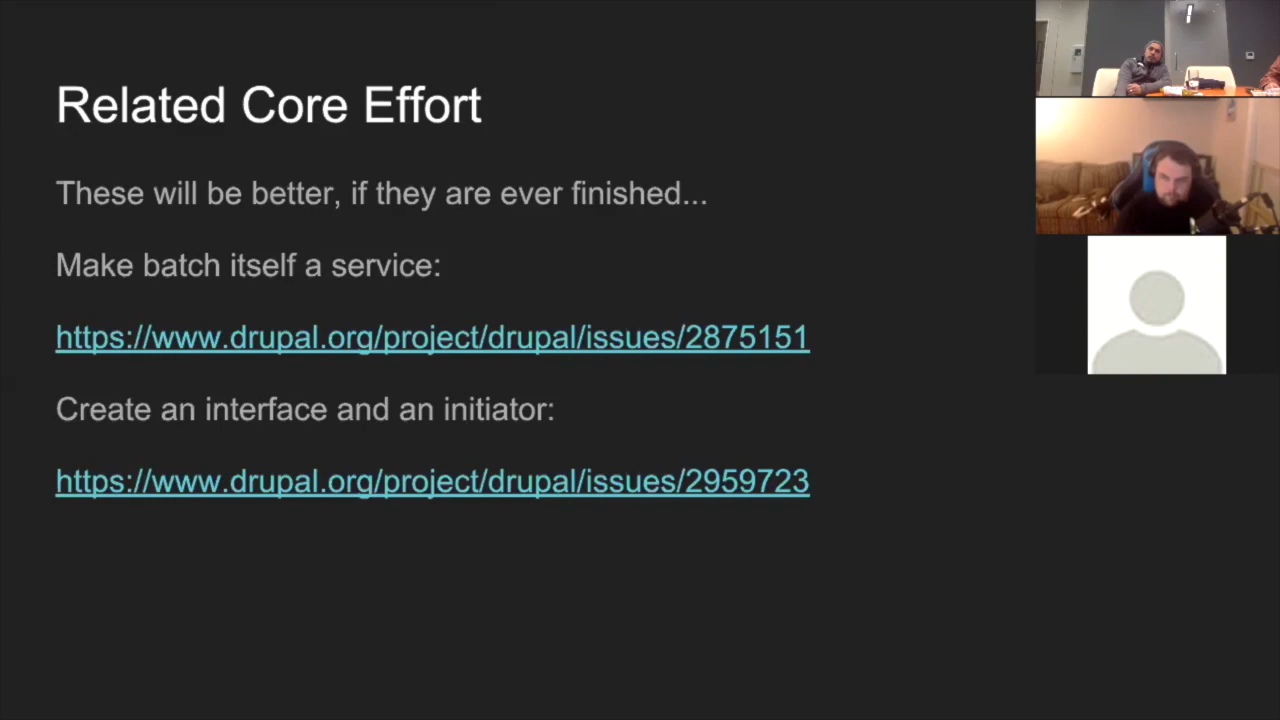 Related Core Effort
These will be better, if they are ever finished...
Make batch itself a service:
https://www.drupal.org/project/drupal/issues/2875151
Create an interface and an initiator:
https://www.drupal.org/project/drupal/issues/2959723